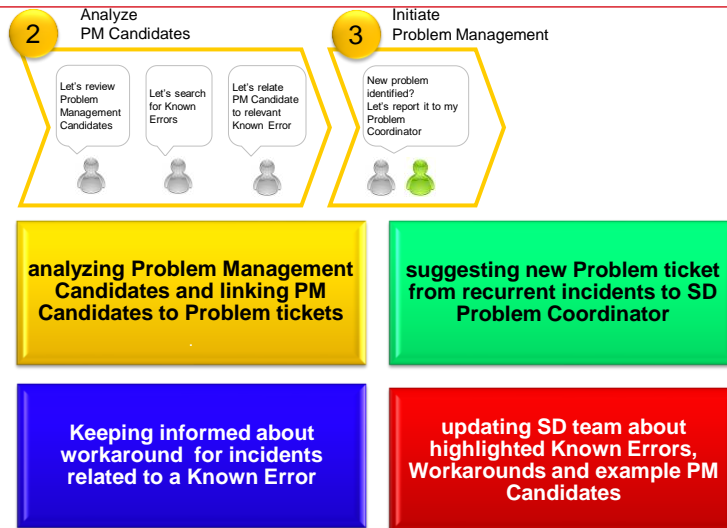 2
Analyze
PM Candidates
3
Initiate
Problem Management
Let's review
Problem
Management
Candidates
Let's search
for Known
Errors
Let's relate
PM Candidate
to relevant
Known Error
New problem
identified?
Let's report it to my
Problem
Coordinator
analyzing Problem Management
Candidates and linking PM
Candidates to Problem tickets
.
suggesting new Problem ticket
from recurrent incidents to SD
Problem Coordinator
Keeping informed about
workaround for incidents
related to a Known Error
updating SD team about
highlighted Known Errors,
Workarounds and example PM
Candidates